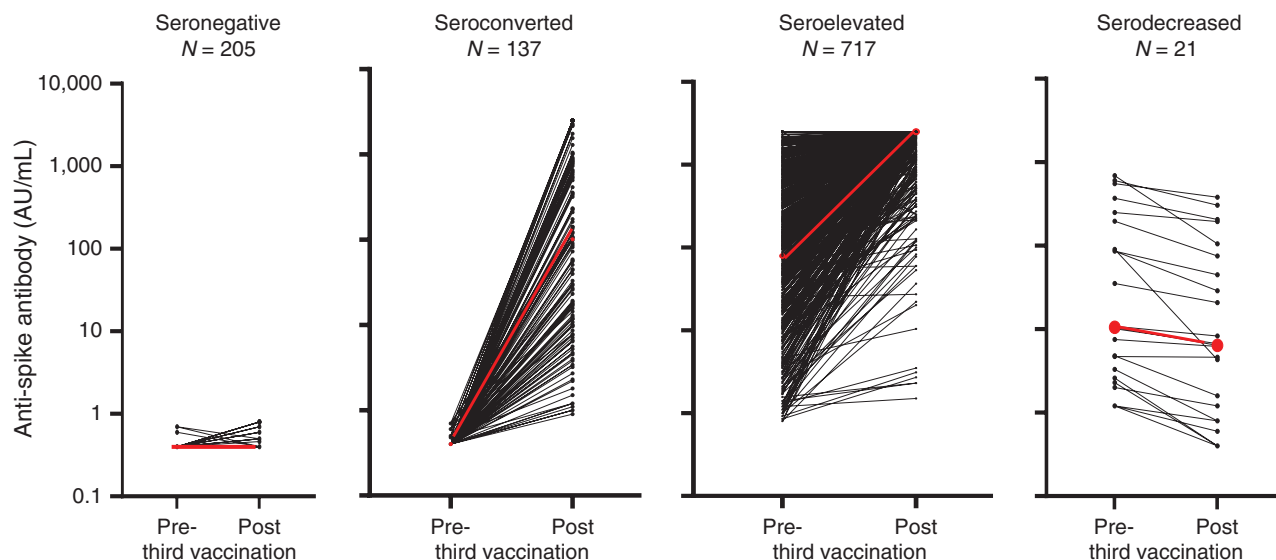 Seronegative
N = 205
Seroconverted
N = 137
Seroelevated
N = 717
Serodecreased
N = 21
Anti-spike antibody (AU/mL)
10,000
1,000
100
10
1
0.1
Pre-
Post
third vaccination
Pre-
Post
third vaccination
Pre-
Post
third vaccination
Pre-
Post
third vaccination